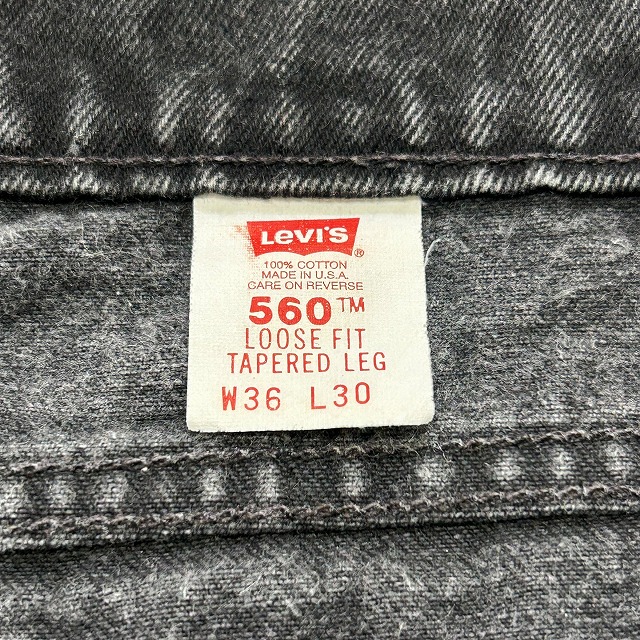 Levi's ®
100% COTTON
MADE IN U.S.A.
CARE ON REVERSE
560™
LOOSE FIT
TAPERED LEG
W36 L30